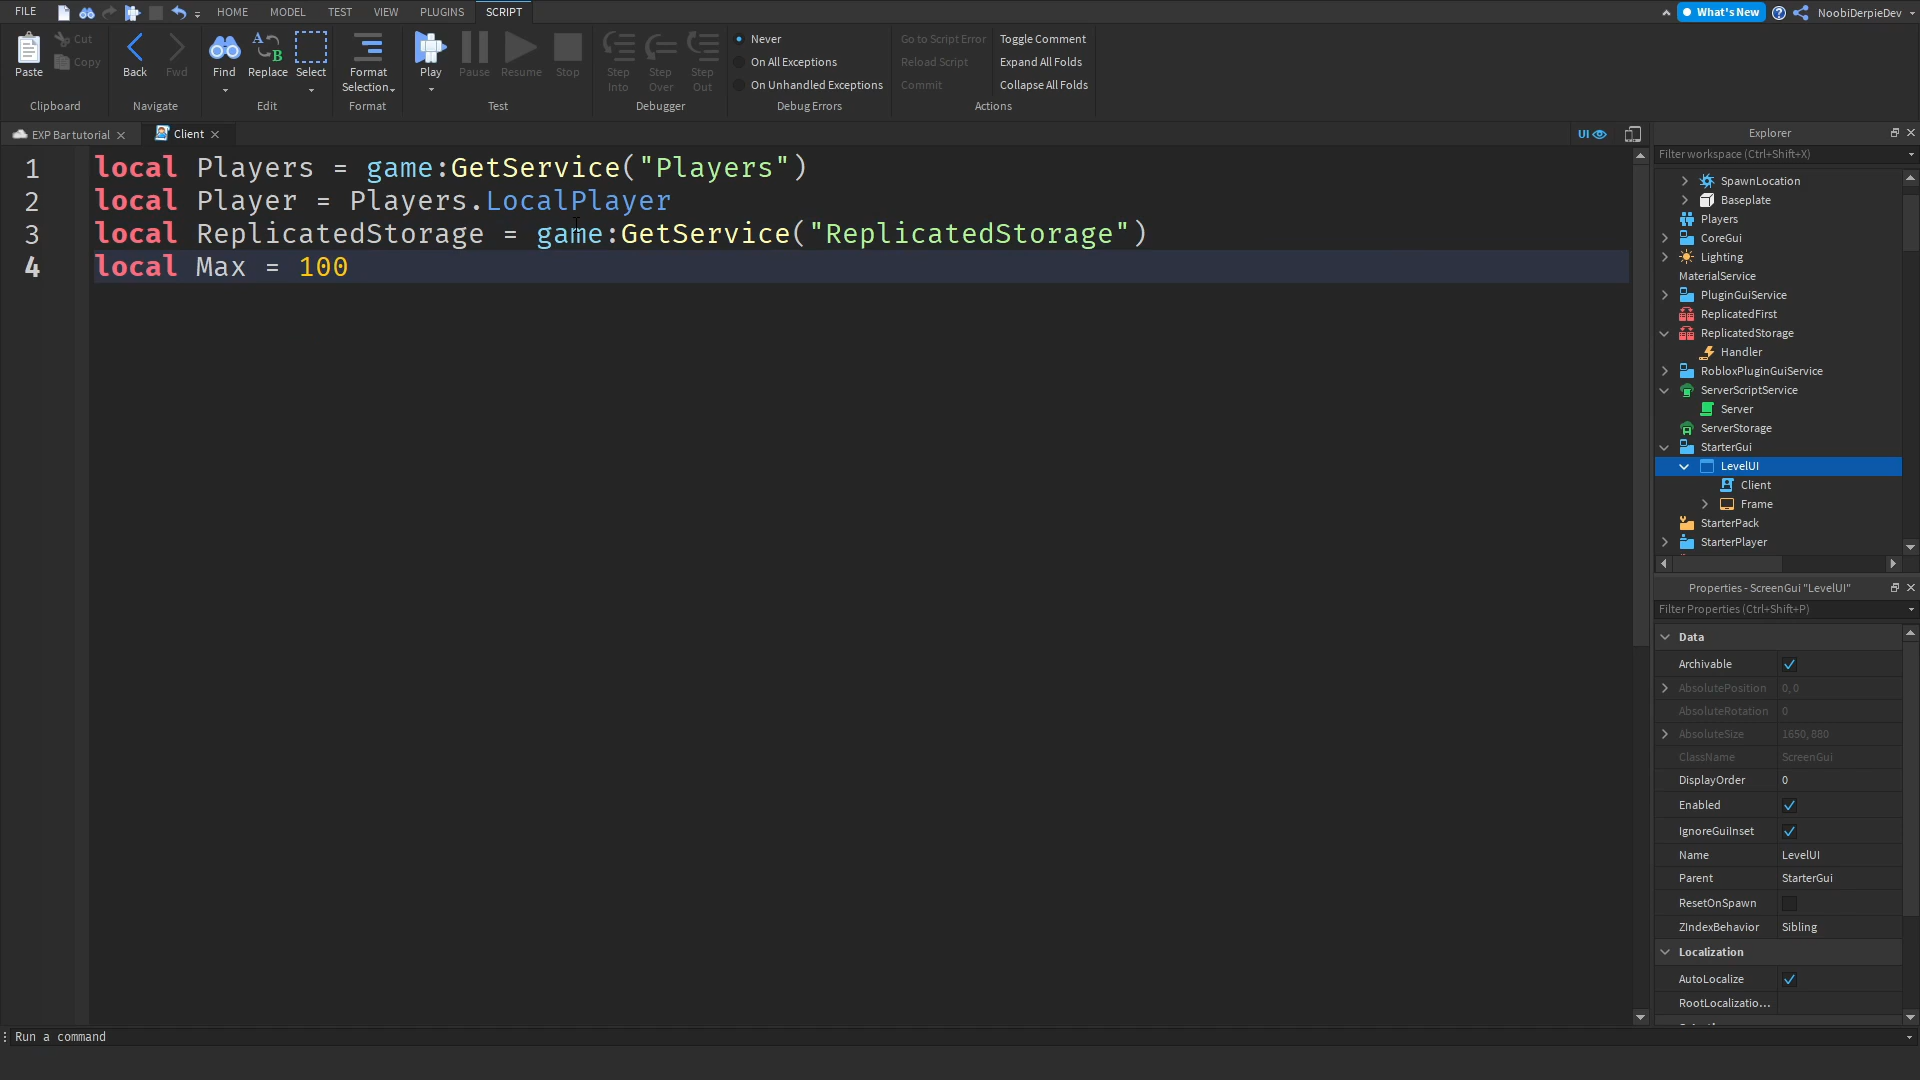 FILE
HOME
MODEL
TEST
VIEW
PLUGINS
SCRIPT
What's New
NoobiDerpieDev
Paste
Cut
Copy
Clipboard
Back
Fwd
Navigate
Find
Replace
Select
Edit
Format
Selection
Format
Play
Pause
Resume
Stop
Test
Step
Into
Step
Over
Step
Out
Debugger
Never
On All Exceptions
On Unhandled Exceptions
Debug Errors
Go to Script Error
Reload Script
Commit
Toggle Comment
Expand All Folds
Collapse All Folds
Actions
EXP Bar tutorial
Client
UI
1 local Players = game:GetService("Players")
2 local Player = Players.LocalPlayer
3 local ReplicatedStorage = game:GetService("ReplicatedStorage")
4 local Max = 100
Explorer
Filter workspace (Ctrl+Shift+X)
SpawnLocation
Baseplate
Players
CoreGui
Lighting
MaterialService
PluginGuiService
ReplicatedFirst
ReplicatedStorage
Handler
RobloxPluginGuiService
ServerScriptService
Server
ServerStorage
StarterGui
LevelUI
Client
Frame
StarterPack
StarterPlayer
Properties - ScreenGui "LevelUI"
Filter Properties (Ctrl+Shift+P)
Data
Archivable
AbsolutePosition 0, 0
AbsoluteRotation 0
AbsoluteSize 1650, 880
ClassName ScreenGui
DisplayOrder 0
Enabled
IgnoreGuiInset
Name LevelUI
Parent StarterGui
ResetOnSpawn
ZIndexBehavior Sibling
Localization
AutoLocalize
RootLocalizatio...
Run a command